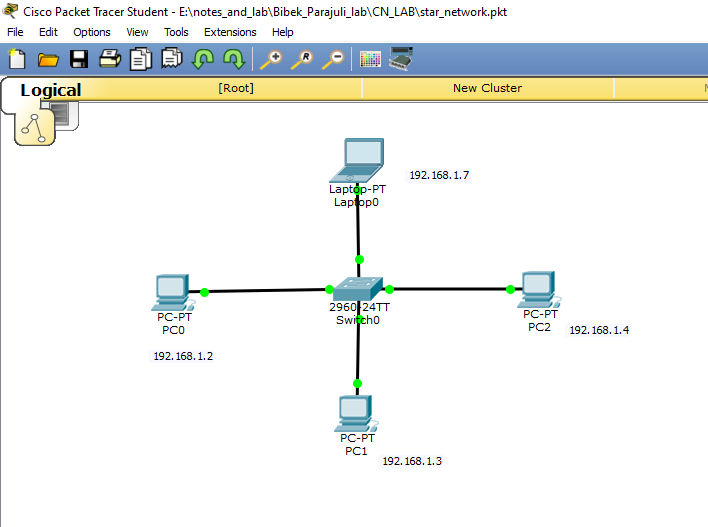 Cisco Packet Tracer Student - E:\notes_and_lab\Bibek_Parajuli_lab\CN_LAB\star_network.pkt
File Edit Options View Tools Extensions Help
Logical [Root] New Cluster
Laptop-PT
Laptop0
192.168.1.7
PC-PT
PC0
192.168.1.2
2960-24TT
Switch0
PC-PT
PC2
192.168.1.4
PC-PT
PC1
192.168.1.3